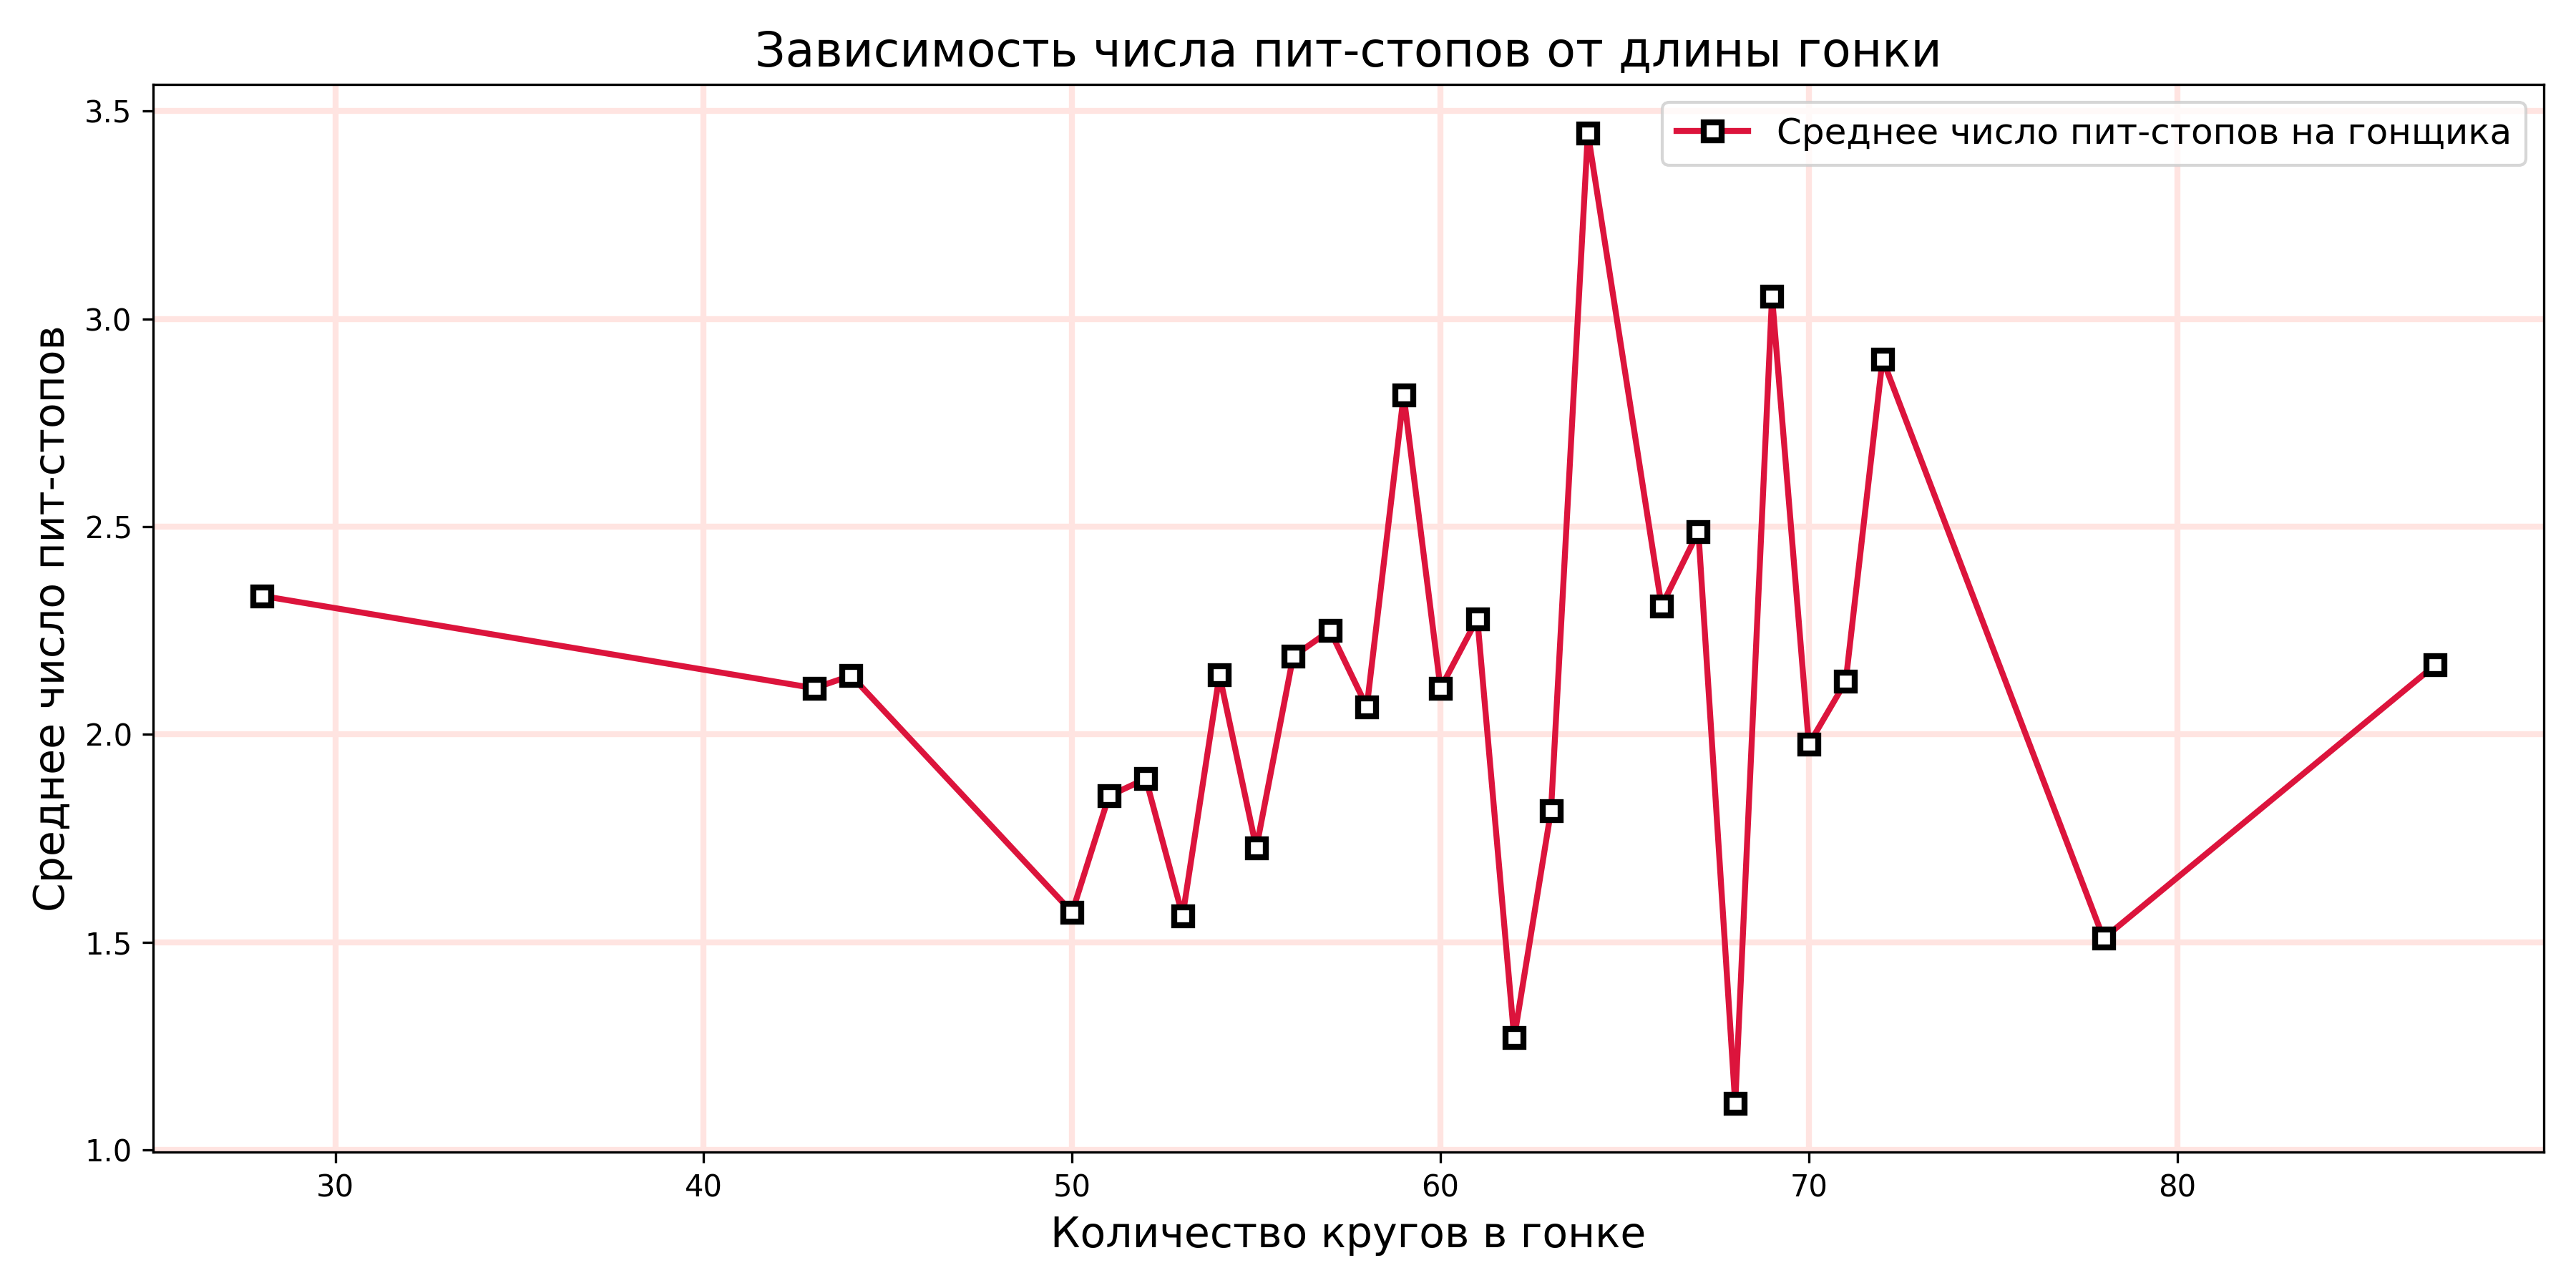 Зависимость числа пит-стопов от длины гонки
Среднее число пит-стопов на гонщика
Среднее число пит-стопов
3.5
3.0
2.5
2.0
1.5
1.0
30 40 50 60 70 80
Количество кругов в гонке